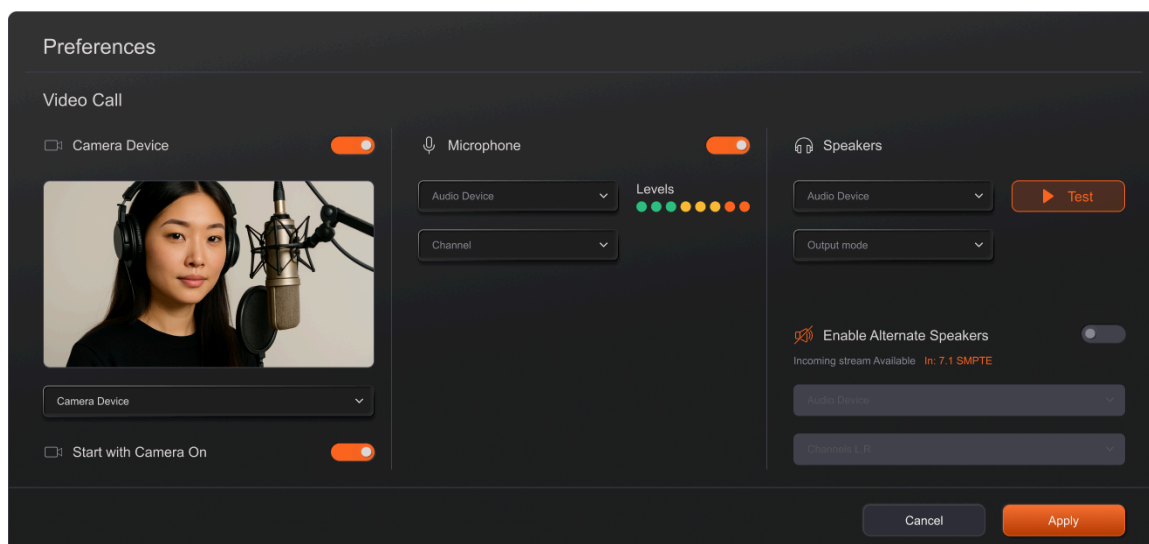 Preferences
Video Call
Camera Device
Camera Device
Start with Camera On
Microphone
Audio Device
Levels
Channel
Speakers
Audio Device
Test
Output mode
Enable Alternate Speakers
Incoming stream Available In: 7.1 SMPTE
Audio Device
Channels L,R
Cancel
Apply